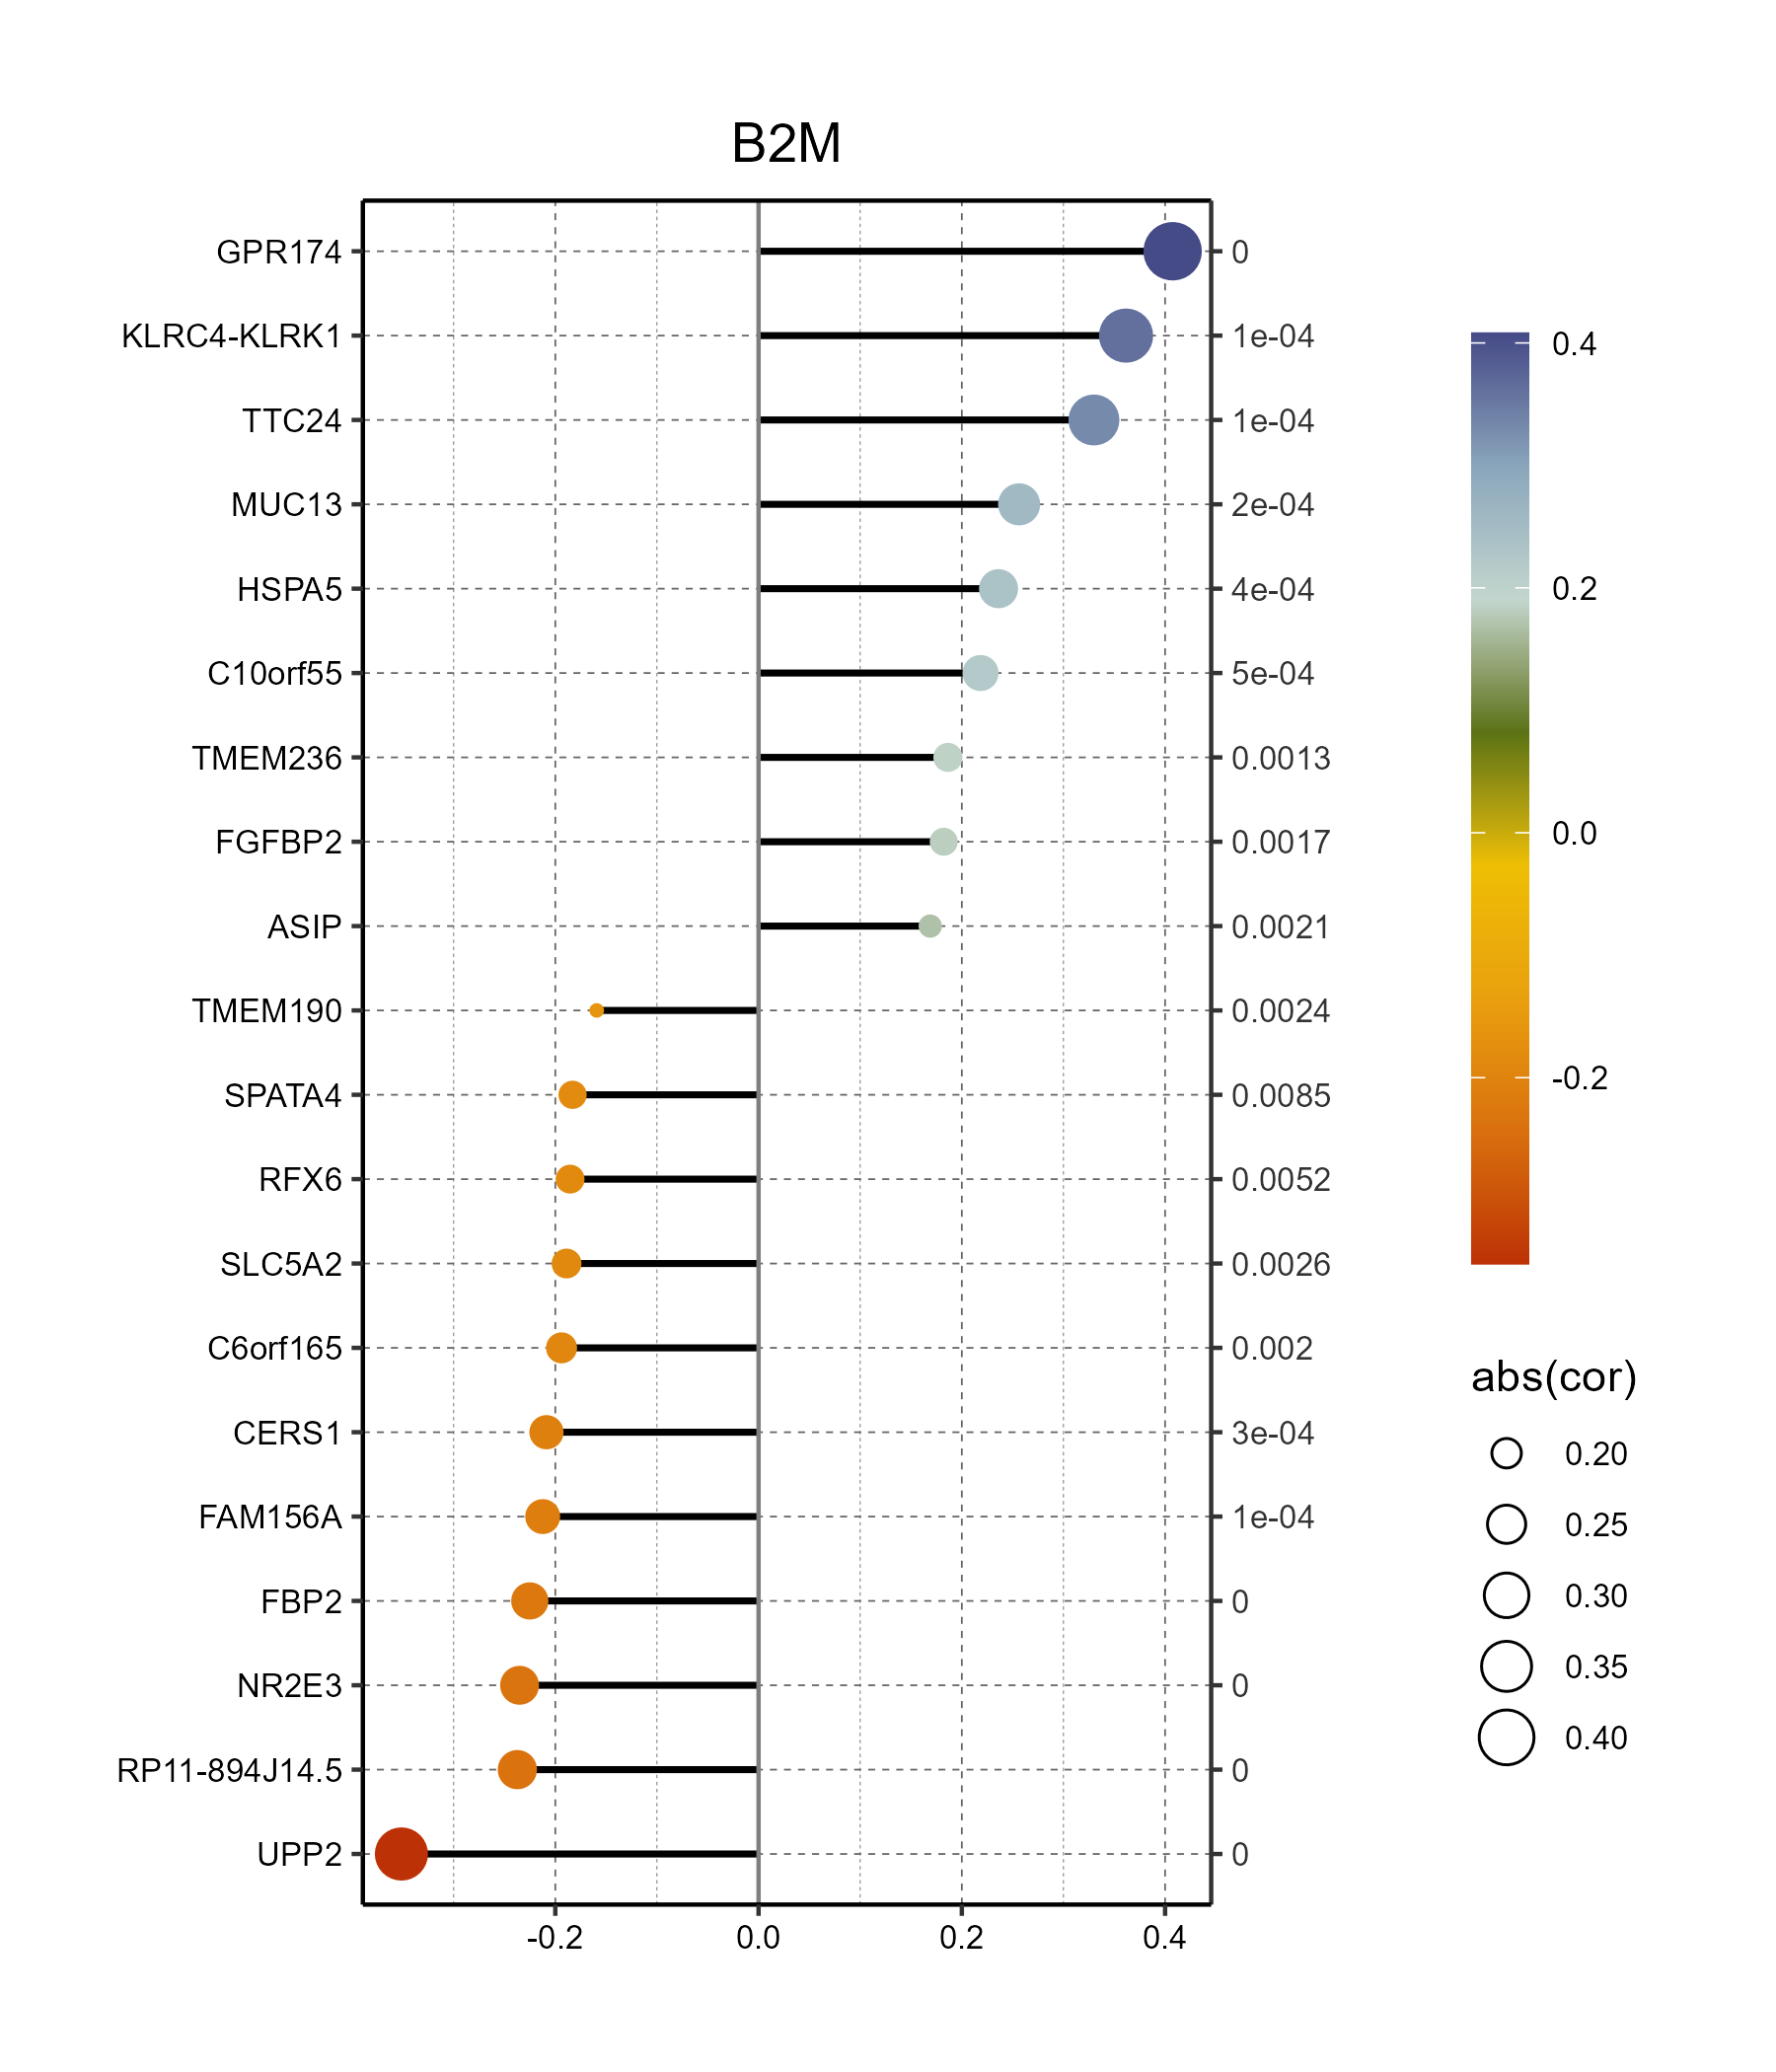 B2M
GPR174 0
KLRC4-KLRK1 1e-04
TTC24 1e-04
MUC13 2e-04
HSPA5 4e-04
C10orf55 5e-04
TMEM236 0.0013
FGFBP2 0.0017
ASIP 0.0021
TMEM190 0.0024
SPATA4 0.0085
RFX6 0.0052
SLC5A2 0.0026
C6orf165 0.002
CERS1 3e-04
FAM156A 1e-04
FBP2 0
NR2E3 0
RP11-894J14.5 0
UPP2 0
-0.2 0.0 0.2 0.4
0.4
0.2
0.0
-0.2
abs(cor)
0.20
0.25
0.30
0.35
0.40